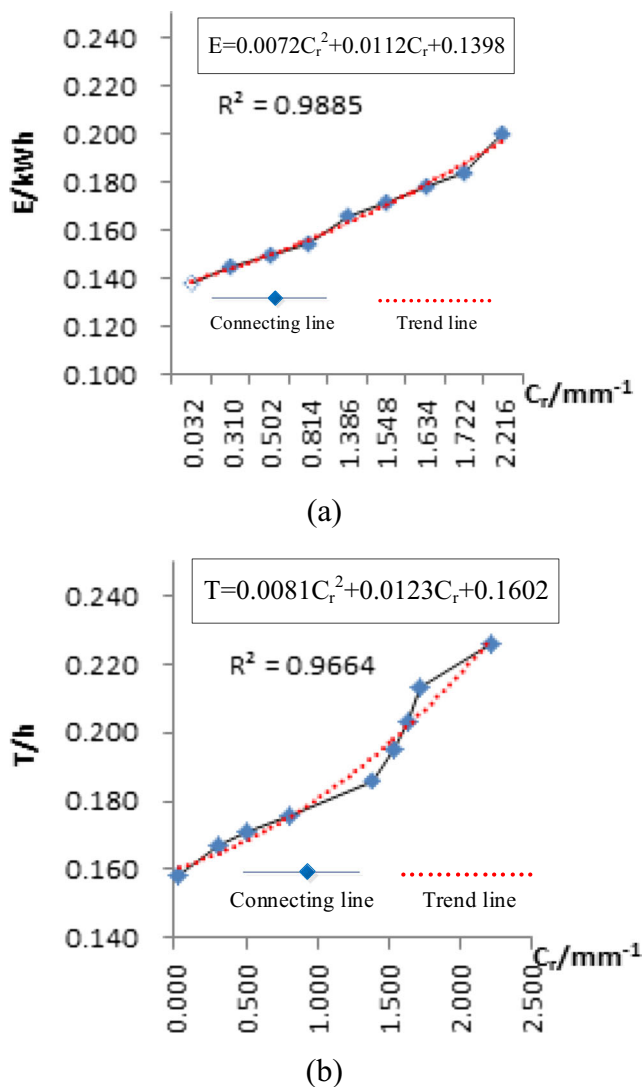 E=0.0072Cᵣ²+0.0112Cᵣ+0.1398
R² = 0.9885
E/kWh
0.240
0.220
0.200
0.180
0.160
0.140
0.120
0.100
Connecting line
Trend line
0.032
0.310
0.502
0.814
1.386
1.548
1.634
1.722
2.216
Cᵣ/mm⁻¹
(a)
T=0.0081Cᵣ²+0.0123Cᵣ+0.1602
R² = 0.9664
T/h
0.240
0.220
0.200
0.180
0.160
0.140
Connecting line
Trend line
0.000
0.500
1.000
1.500
2.000
2.500
Cᵣ/mm⁻¹
(b)